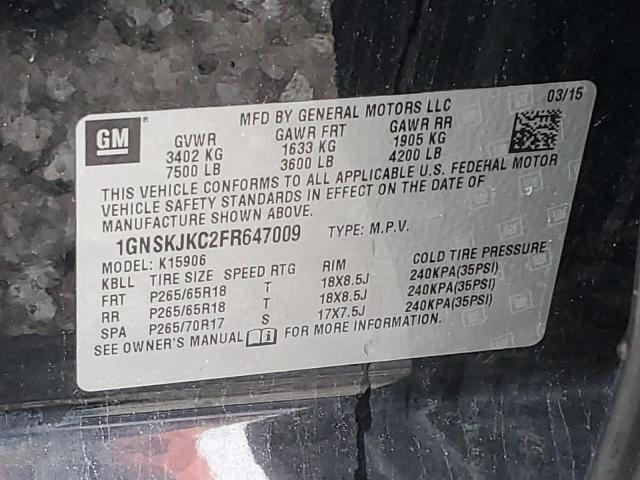 GM
MFD BY GENERAL MOTORS LLC 03/15
GVWR GAWR FRT GAWR RR
3402 KG 1633 KG 1905 KG
7500 LB 3600 LB 4200 LB
THIS VEHICLE CONFORMS TO ALL APPLICABLE U.S. FEDERAL MOTOR
VEHICLE SAFETY STANDARDS IN EFFECT ON THE DATE OF
MANUFACTURE SHOWN ABOVE.
1GNSKJKC2FR647009 TYPE: M.P.V.
MODEL: K15906
KBLL TIRE SIZE SPEED RTG RIM COLD TIRE PRESSURE
FRT P265/65R18 T 18X8.5J 240KPA(35PSI)
RR P265/65R18 T 18X8.5J 240KPA(35PSI)
SPA P265/70R17 S 17X7.5J 240KPA(35PSI)
SEE OWNER'S MANUAL FOR MORE INFORMATION.